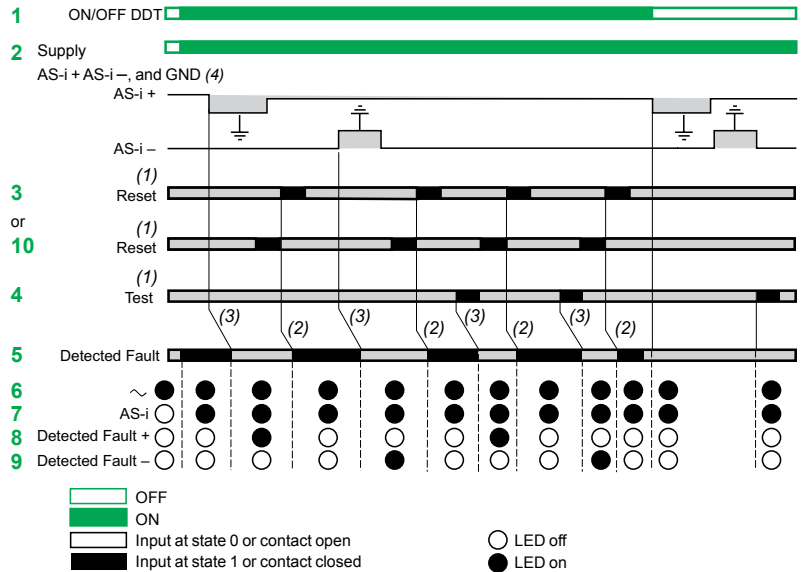 1 ON/OFF DDT
2 Supply
AS-i + AS-i –, and GND (4)
AS-i +
AS-i –
(1)
3 Reset
or
(1)
10 Reset
(1)
4 Test
(3) (2) (3) (2) (3) (2) (3) (2)
5 Detected Fault
6 ~
7 AS-i
8 Detected Fault +
9 Detected Fault –
OFF
ON
Input at state 0 or contact open
LED off
Input at state 1 or contact closed
LED on